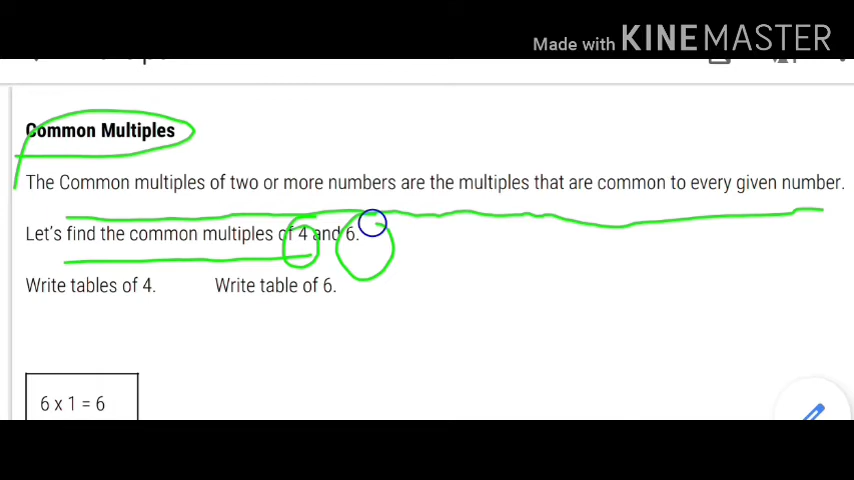 Made with KINEMASTER
Common Multiples
The Common multiples of two or more numbers are the multiples that are common to every given number.
Let's find the common multiples of 4 and 6.
Write tables of 4. Write table of 6.
6 x 1 = 6